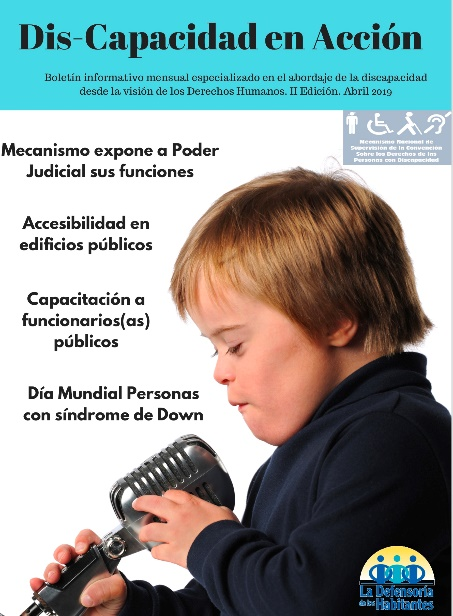 Dis-Capacidad en Acción
Boletín informativo mensual especializado en el abordaje de la discapacidad
desde la visión de los Derechos Humanos. II Edición. Abril 2019
Mecanismo Nacional de
Supervisión de la Convención
Sobre los Derechos de las
Personas con Discapacidad
Mecanismo expone a Poder
Judicial sus funciones
Accesibilidad en
edificios públicos
Capacitación a
funcionarios(as)
públicos
Día Mundial Personas
con síndrome de Down
La Defensoría
de los Habitantes